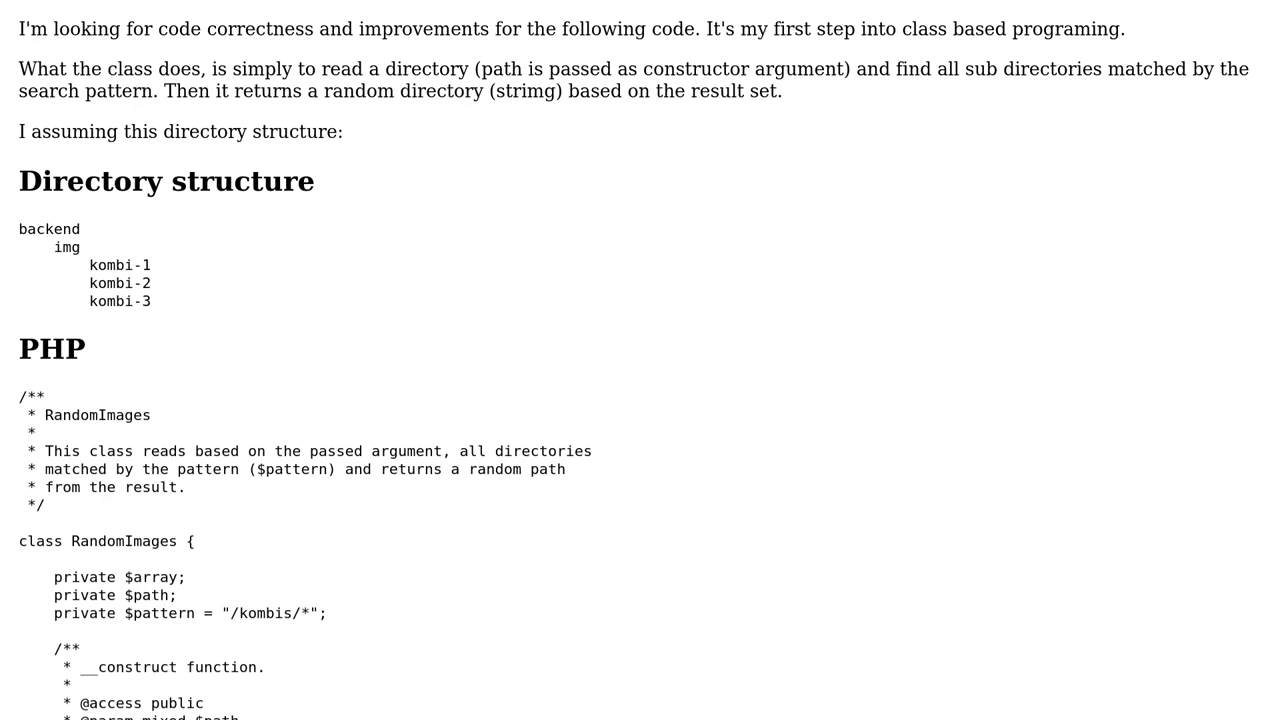 I'm looking for code correctness and improvements for the following code. It's my first step into class based programing.
What the class does, is simply to read a directory (path is passed as constructor argument) and find all sub directories matched by the
search pattern. Then it returns a random directory (strimg) based on the result set.
I assuming this directory structure:
Directory structure
backend
    img
        kombi-1
        kombi-2
        kombi-3
PHP
/**
 * RandomImages
 *
 * This class reads based on the passed argument, all directories
 * matched by the pattern ($pattern) and returns a random path
 * from the result.
 */
class RandomImages {
    private $array;
    private $path;
    private $pattern = "/kombis/*";
    /**
     * __construct function.
     *
     * @access public
     * @param mixed $path